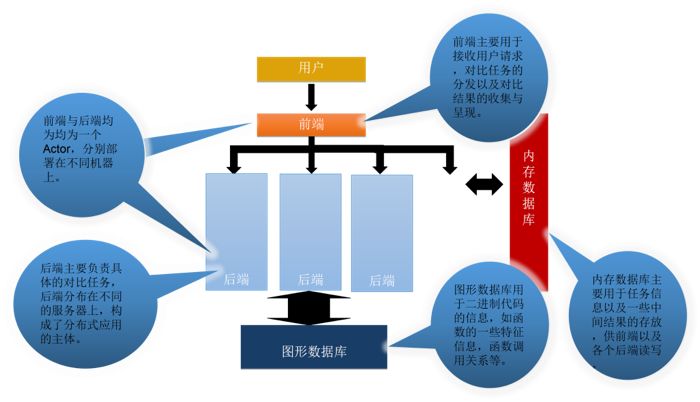 前端主要用于
接收用户请求
,对比任务的
分发以及对比
结果的收集与
呈现。
用户
前端
前端与后端均
为均为一个
Actor,分别部
署在不同机器
上。
内
存
数
据
库
后端
后端
后端
后端主要负责具
体的对比任务,
后端分布在不同
的服务器上,构
成了分布式应用
的主体。
图形数据库用
于二进制代码
的信息,如函
数的一些特征
信息,函数调
用关系等。
内存数据库主
要用于任务信
息以及一些中
间结果的存放
,供前端以及
各个后端读写
。
图形数据库